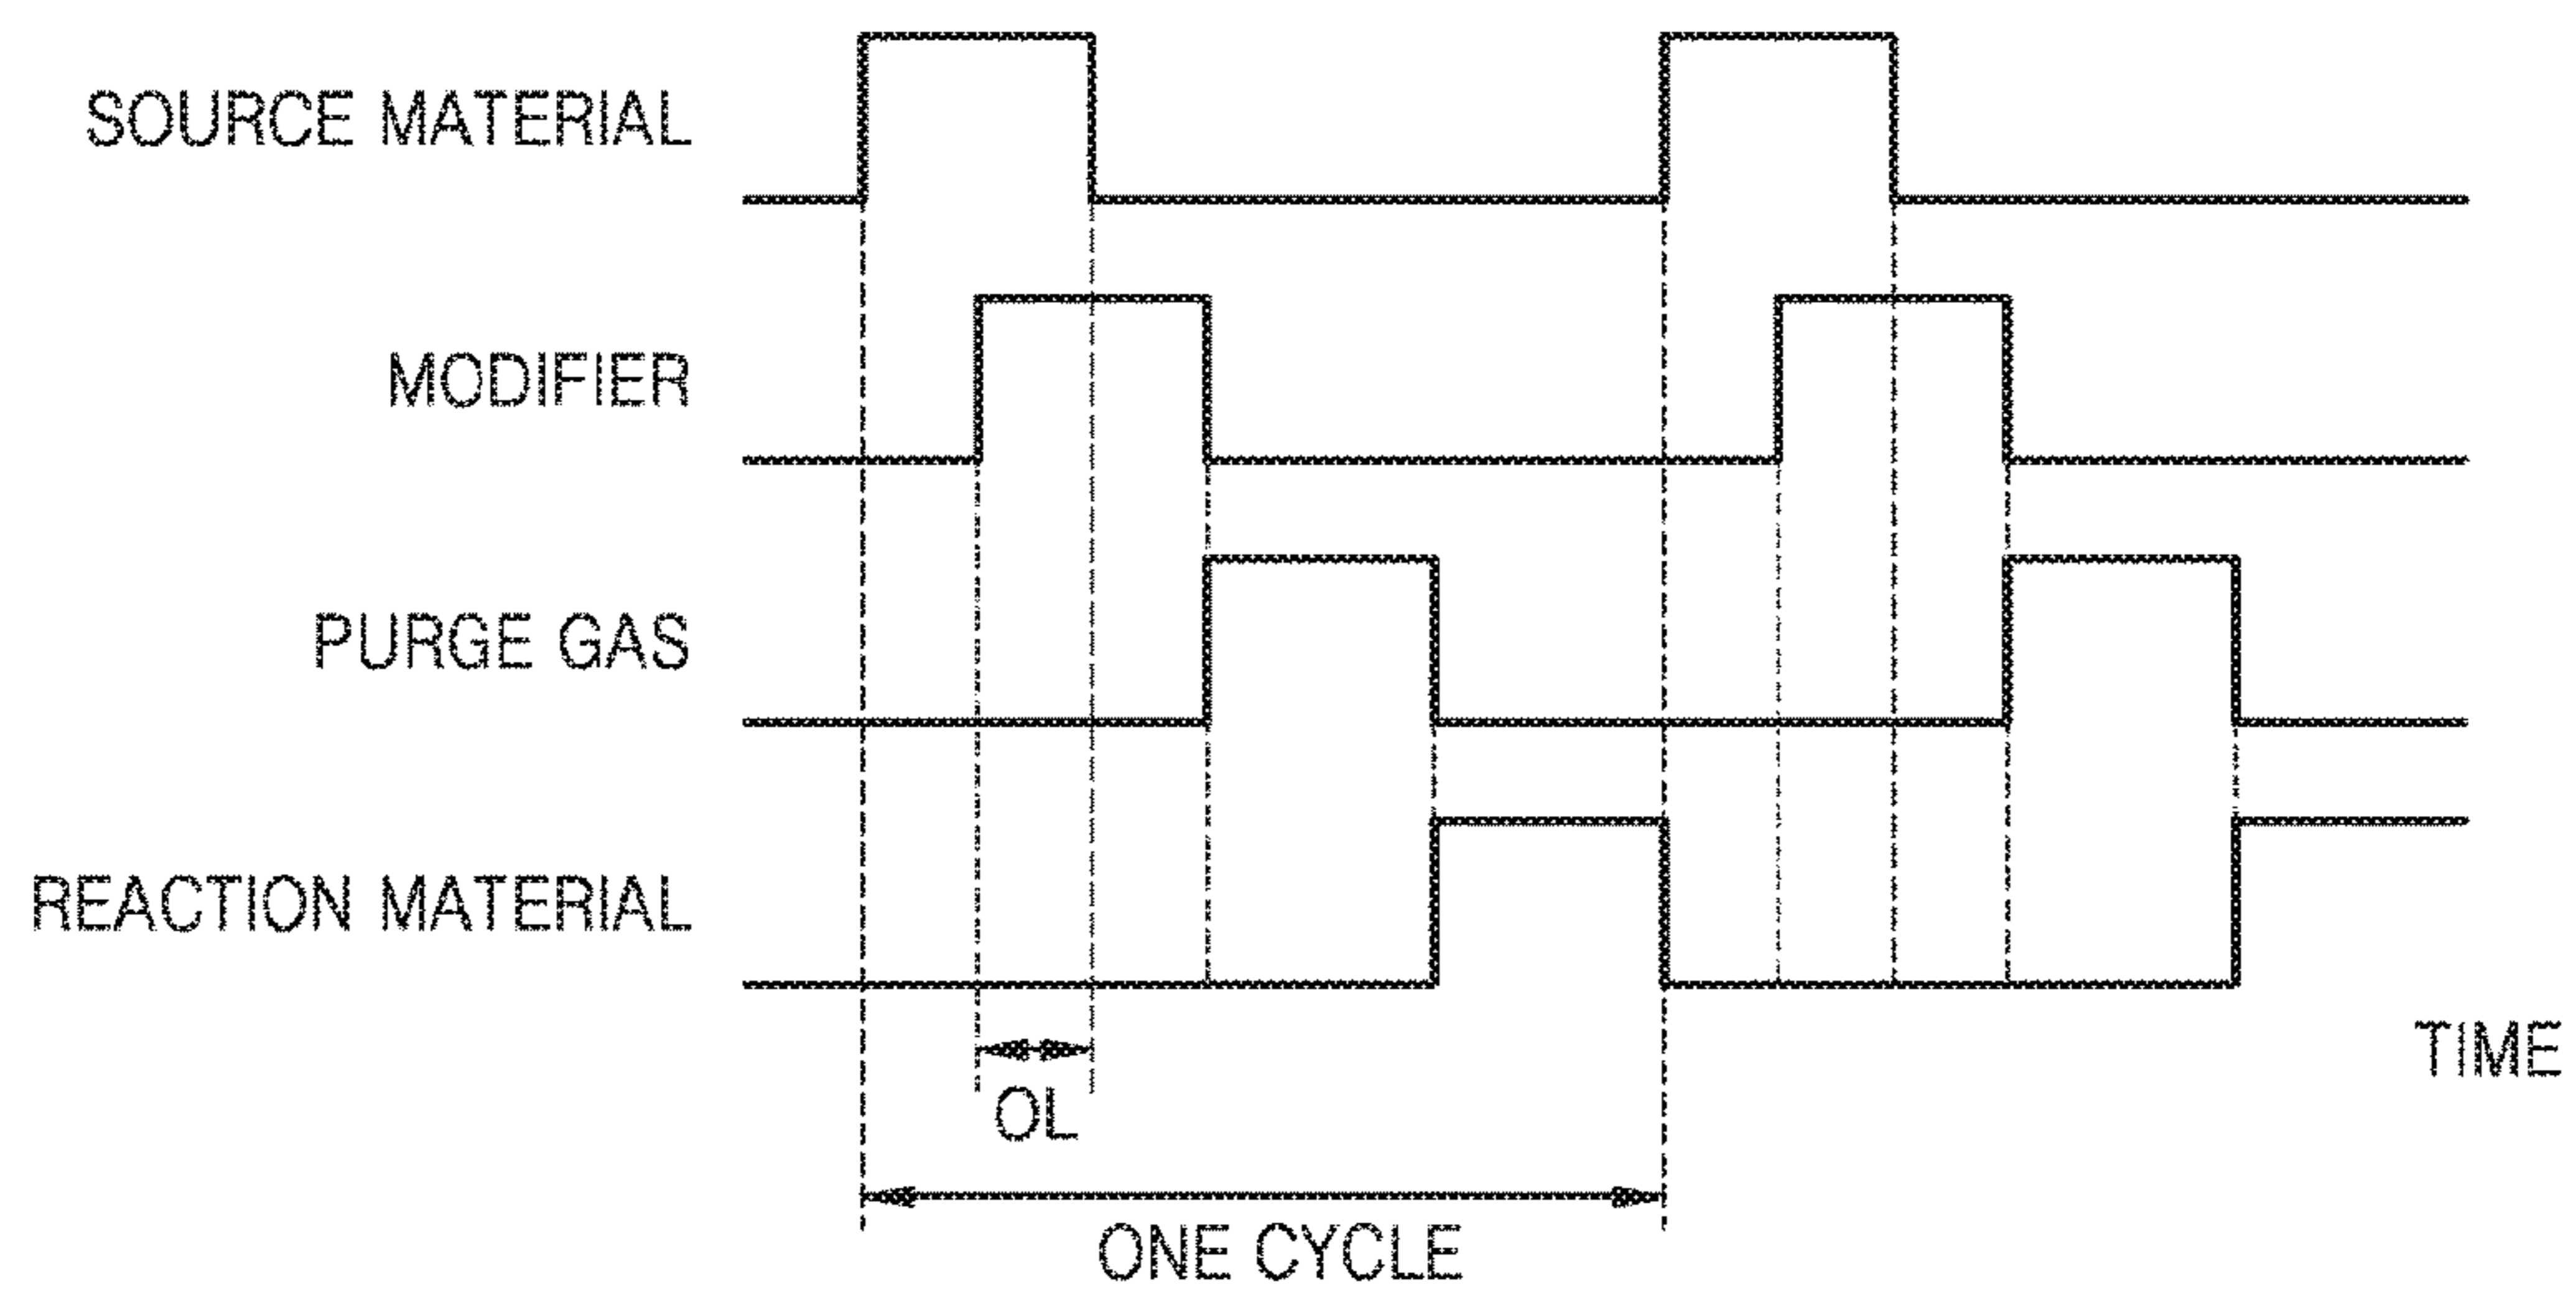 SOURCE MATERIAL
MODIFIER
PURGE GAS
REACTION MATERIAL
TIME
OL
ONE CYCLE